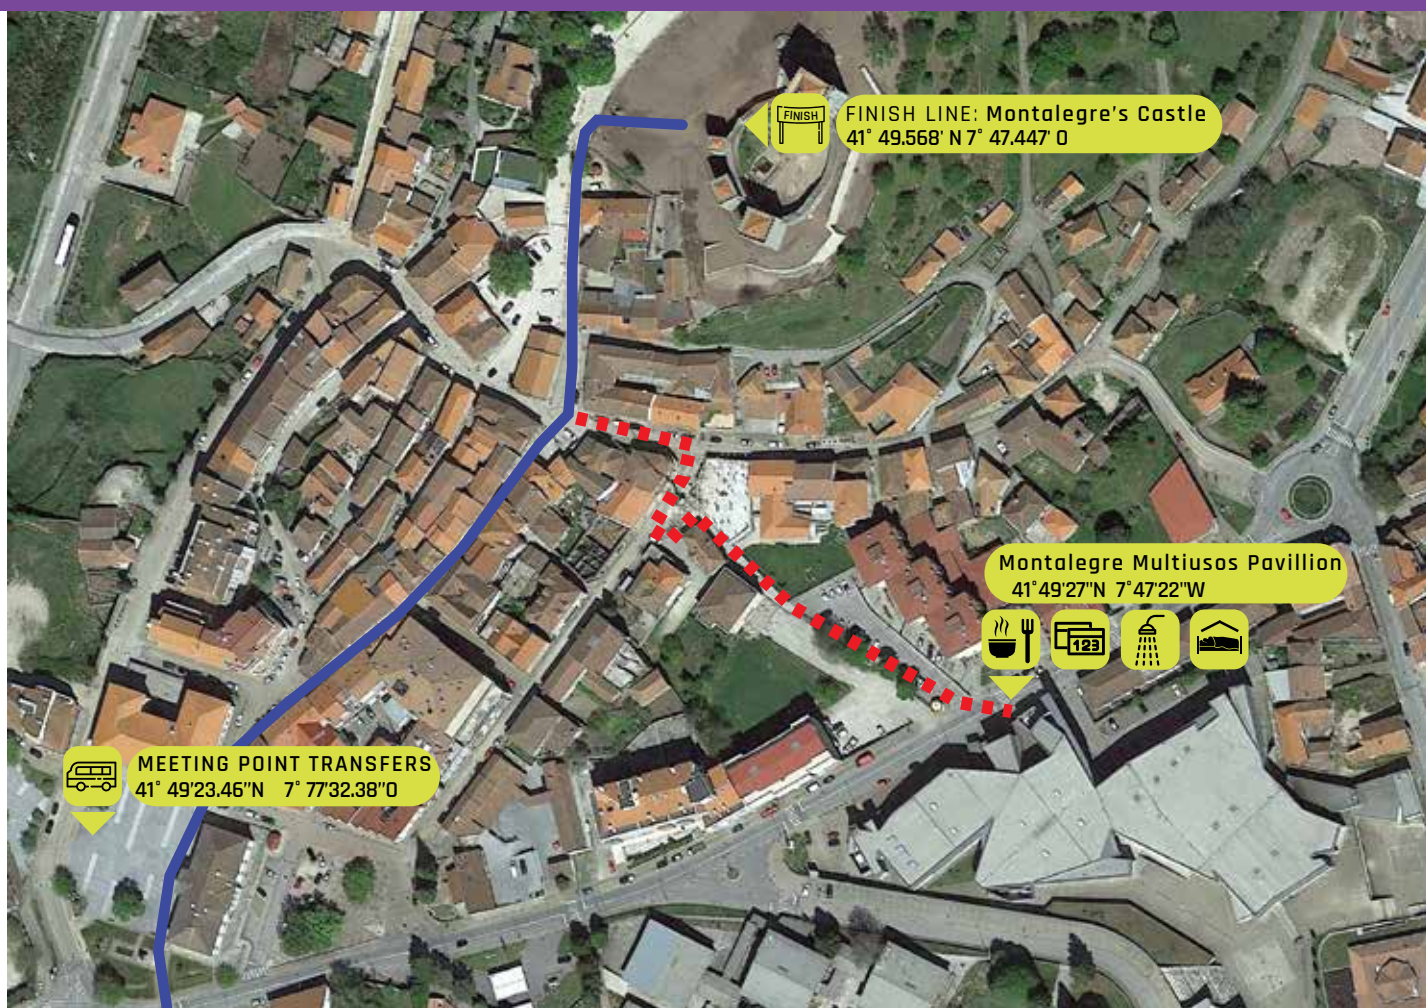 FINISH
FINISH LINE: Montalegre's Castle
41° 49.568' N 7° 47.447' O
Montalegre Multiusos Pavillion
41°49'27"N 7°47'22"W
123
MEETING POINT TRANSFERS
41° 49'23.46"N 7° 77'32.38"O